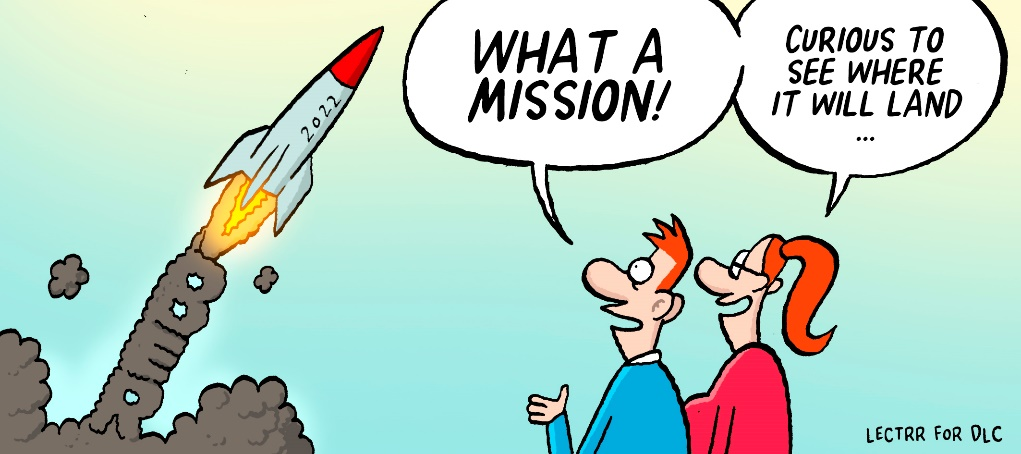 WHAT A
MISSION!
CURIOUS TO
SEE WHERE
IT WILL LAND
...
2022
LECTRR FOR DLC